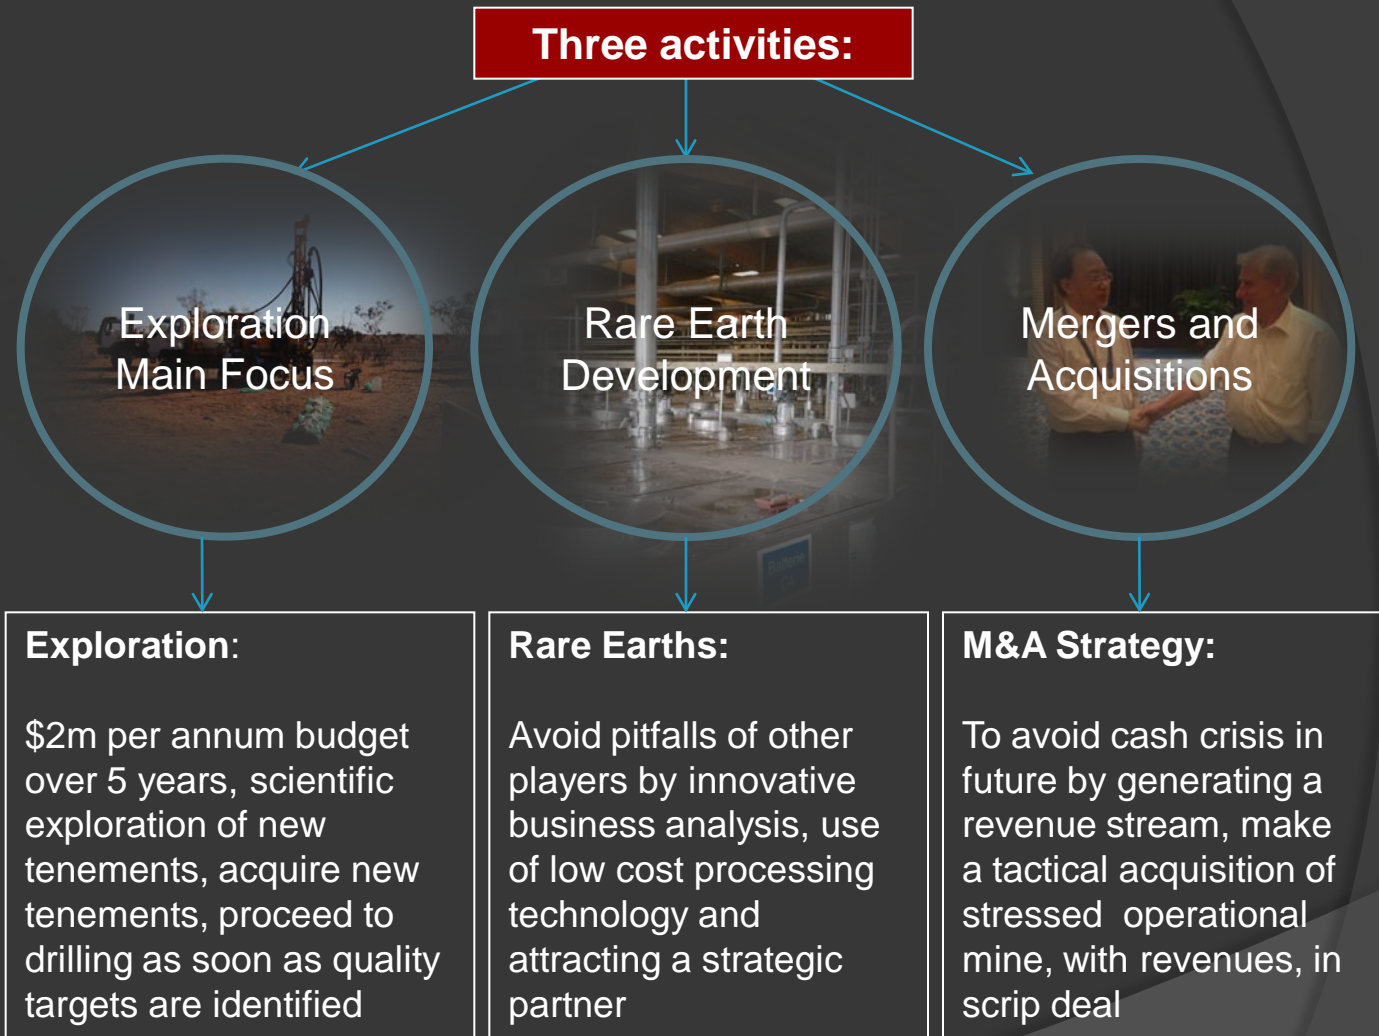 Three activities:
Exploration
Main Focus
Rare Earth
Development
Mergers and
Acquisitions
Batterie
Exploration:
$2m per annum budget
over 5 years, scientific
exploration of new
tenements, acquire new
tenements, proceed to
drilling as soon as quality
targets are identified
Rare Earths:
Avoid pitfalls of other
players by innovative
business analysis, use
of low cost processing
technology and
attracting a strategic
partner
M&A Strategy:
To avoid cash crisis in
future by generating a
revenue stream, make
a tactical acquisition of
stressed  operational
mine, with revenues, in
scrip deal